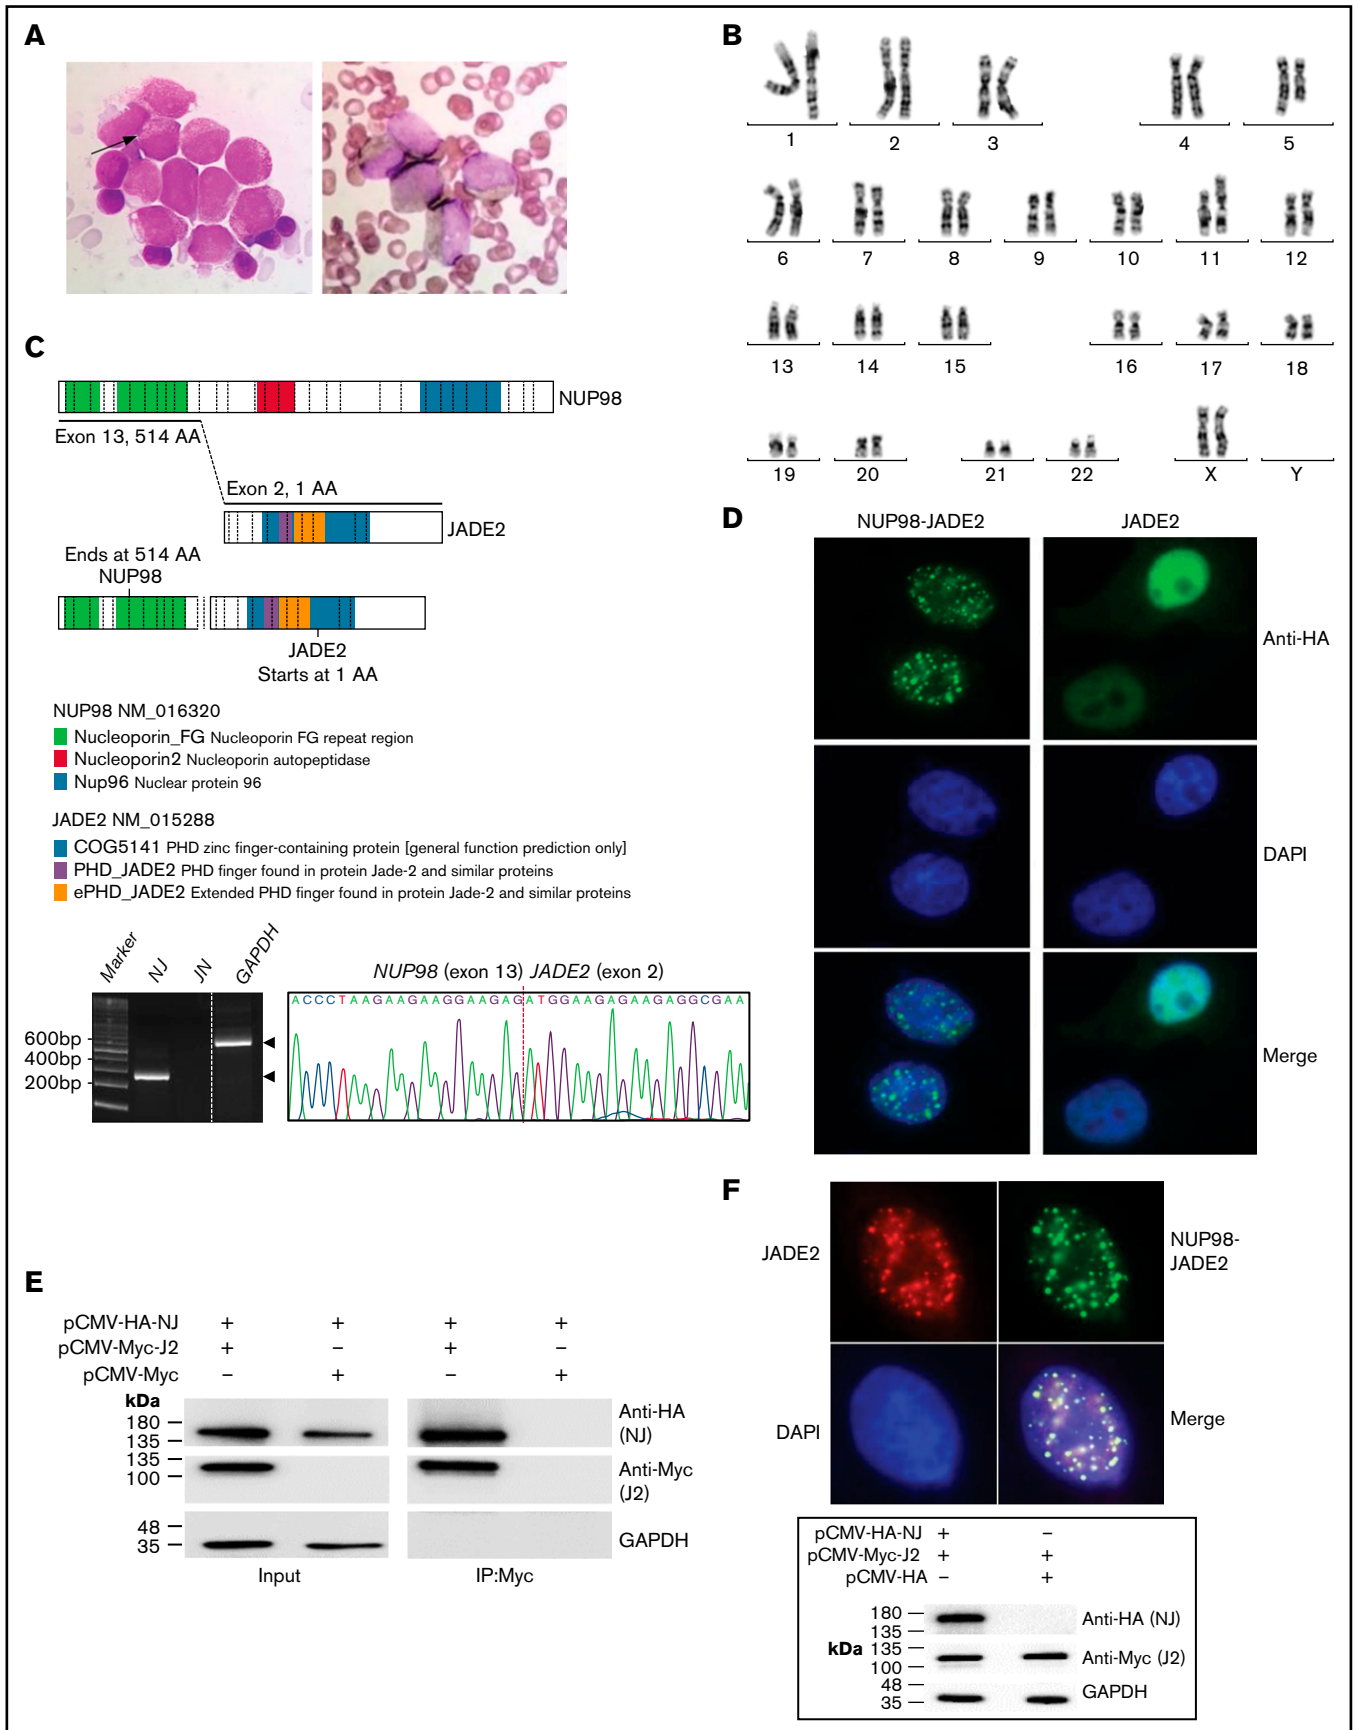 A
B
1 2 3 4 5
6 7 8 9 10 11 12
13 14 15 16 17 18
19 20 21 22 X Y
C
NUP98
Exon 13, 514 AA
Exon 2, 1 AA
JADE2
Ends at 514 AA
NUP98
JADE2
Starts at 1 AA
NUP98 NM_016320
Nucleoporin_FG Nucleoporin FG repeat region
Nucleoporin2 Nucleoporin autopeptidase
Nup96 Nuclear protein 96
JADE2 NM_015288
COG5141 PHD zinc finger-containing protein [general function prediction only]
PHD_JADE2 PHD finger found in protein Jade-2 and similar proteins
ePHD_JADE2 Extended PHD finger found in protein Jade-2 and similar proteins
Marker NJ JN GAPDH
600bp
400bp
200bp
NUP98 (exon 13) JADE2 (exon 2)
ACCCTAAGAAGAAGGAAGAGATGGAAGAGAAGAGGCGAA
D
NUP98-JADE2 JADE2
Anti-HA
DAPI
Merge
E
pCMV-HA-NJ + + + +
pCMV-Myc-J2 + – + –
pCMV-Myc – + – +
kDa
180
135
Anti-HA
(NJ)
135
100
Anti-Myc
(J2)
48
35
GAPDH
Input IP:Myc
F
JADE2
NUP98-
JADE2
DAPI
Merge
pCMV-HA-NJ + –
pCMV-Myc-J2 + +
pCMV-HA – +
180
135
Anti-HA (NJ)
kDa
135
100
Anti-Myc (J2)
48
35
GAPDH